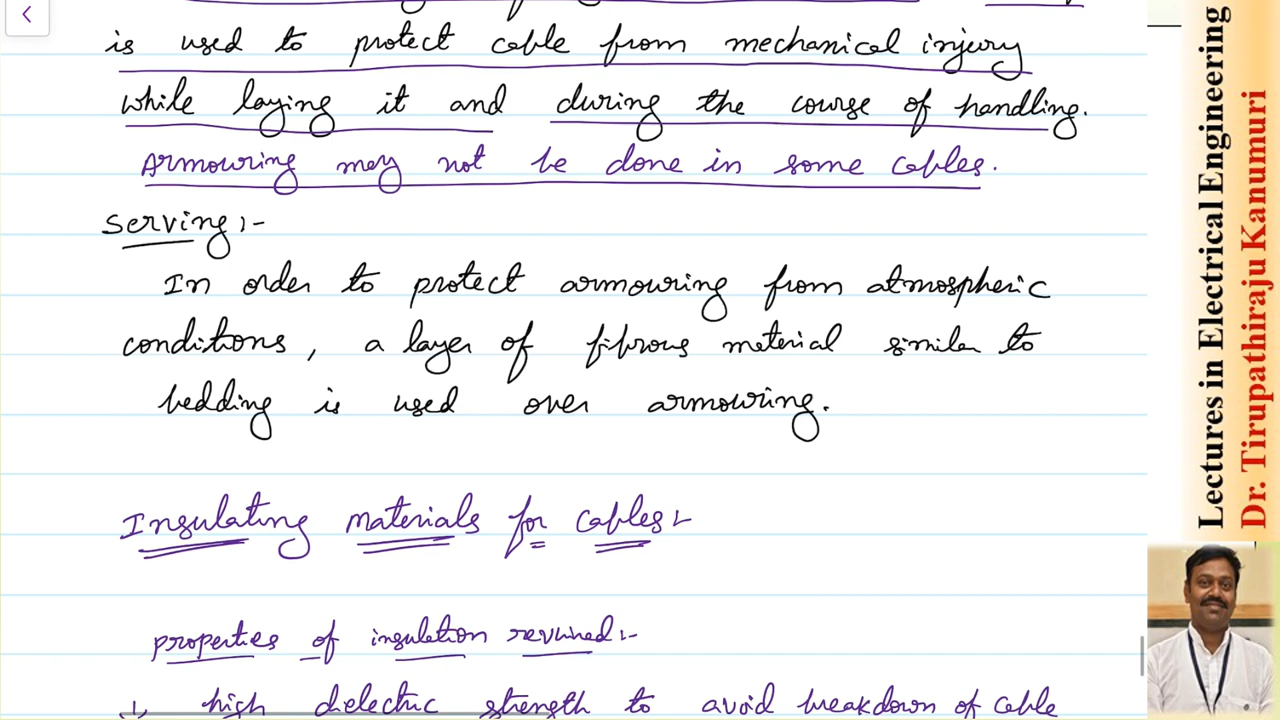 is used to protect cable from mechanical injury
while laying it and during the course of handling.
Armouring may not be done in some cables.
Serving :-
In order to protect armouring from atmospheric
conditions, a layer of fibrous material similar to
bedding is used over armouring.
Insulating materials for cables :-
properties of insulation required :-
1. high dielectric strength to avoid breakdown of cable
Lectures in Electrical Engineering
Dr. Tirupathiraju Kanumuri